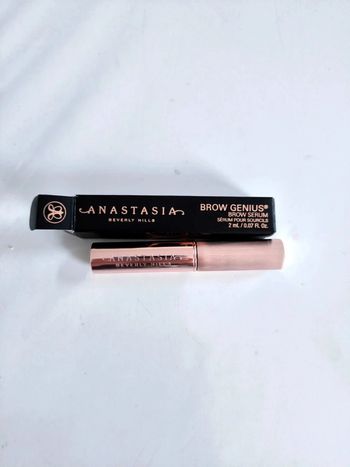 ANASTASIA
BEVERLY HILLS
BROW GENIUS®
BROW SERUM
SÉRUM POUR SOURCILS
2 mL / 0.07 FL. Oz.
ANASTASIA
BEVERLY HILLS